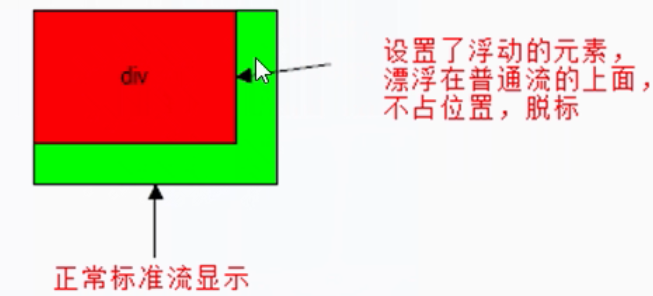 div
设置了浮动的元素，
漂浮在普通流的上面，
不占位置，脱标
正常标准流显示